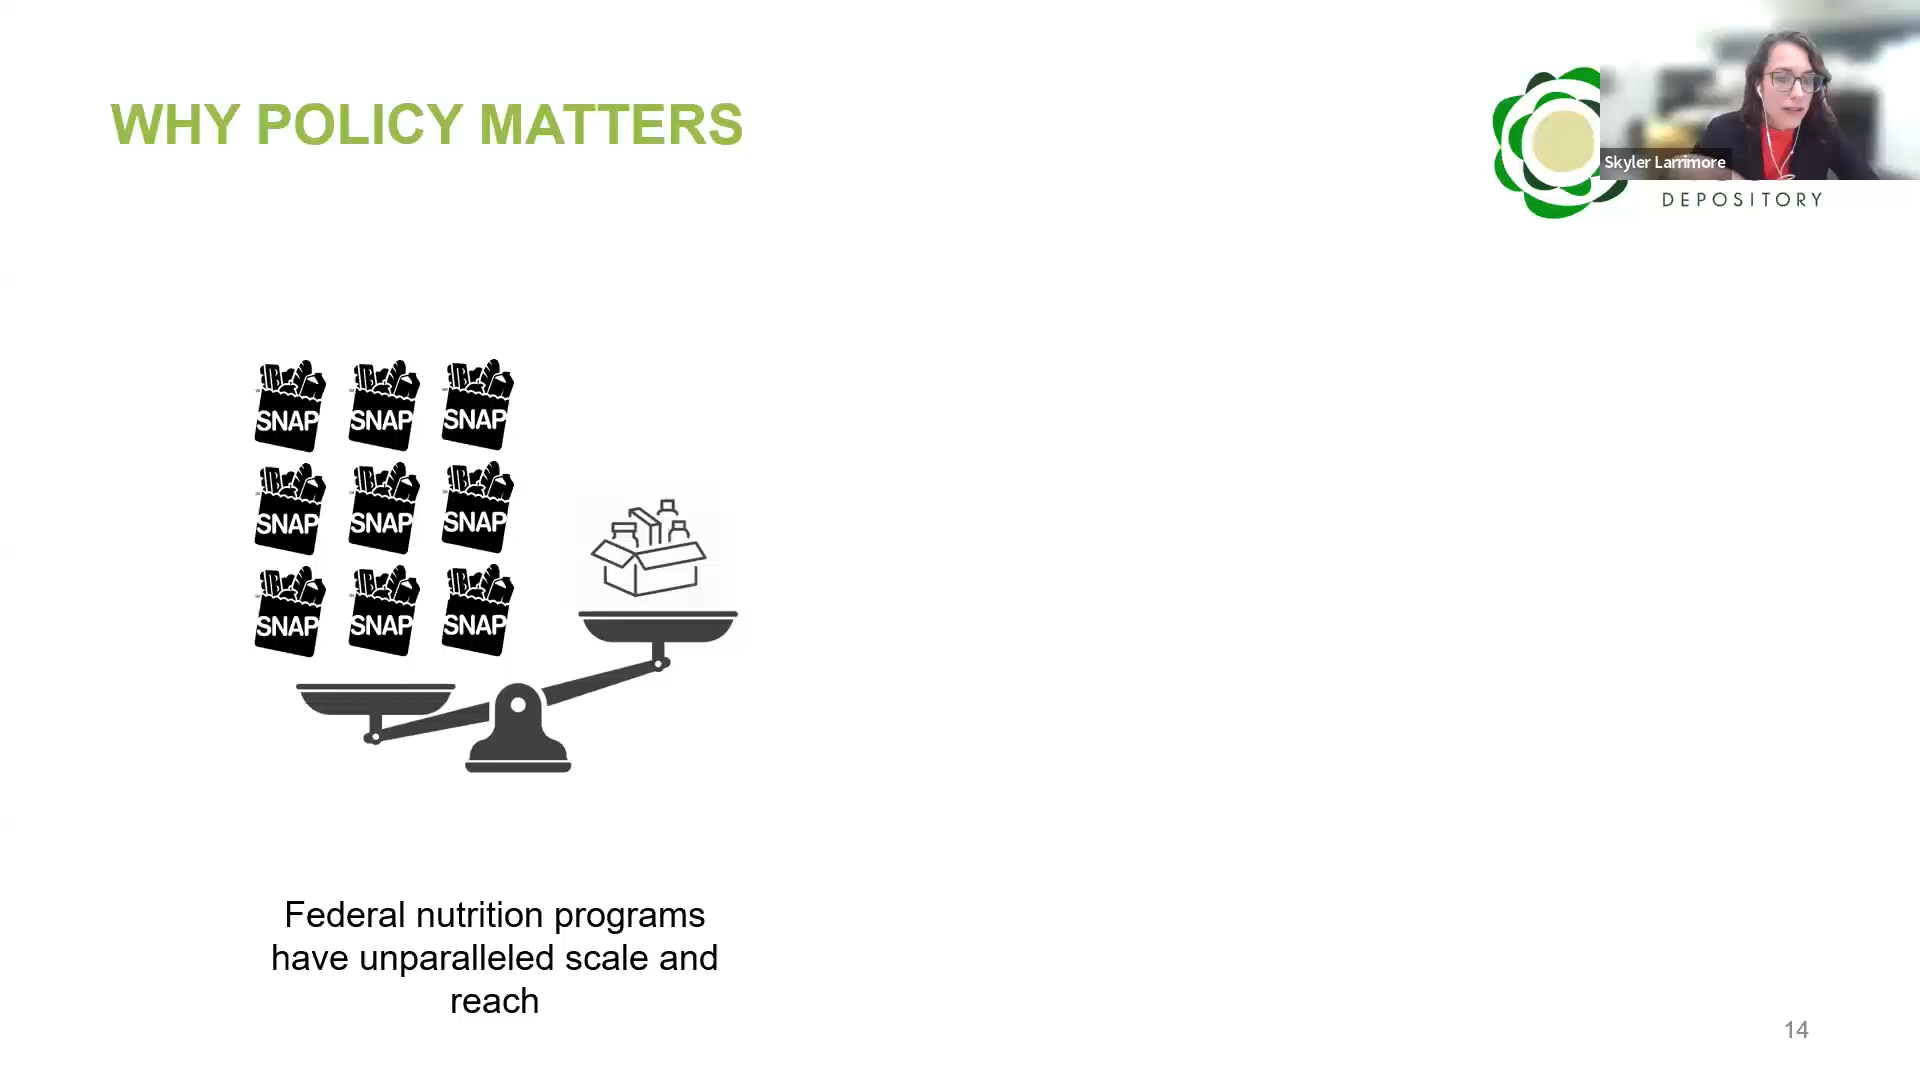 WHY POLICY MATTERS
Skyler Larrimore
DEPOSITORY
SNAP SNAP SNAP
SNAP SNAP SNAP
SNAP SNAP SNAP
Federal nutrition programs
have unparalleled scale and
reach
14